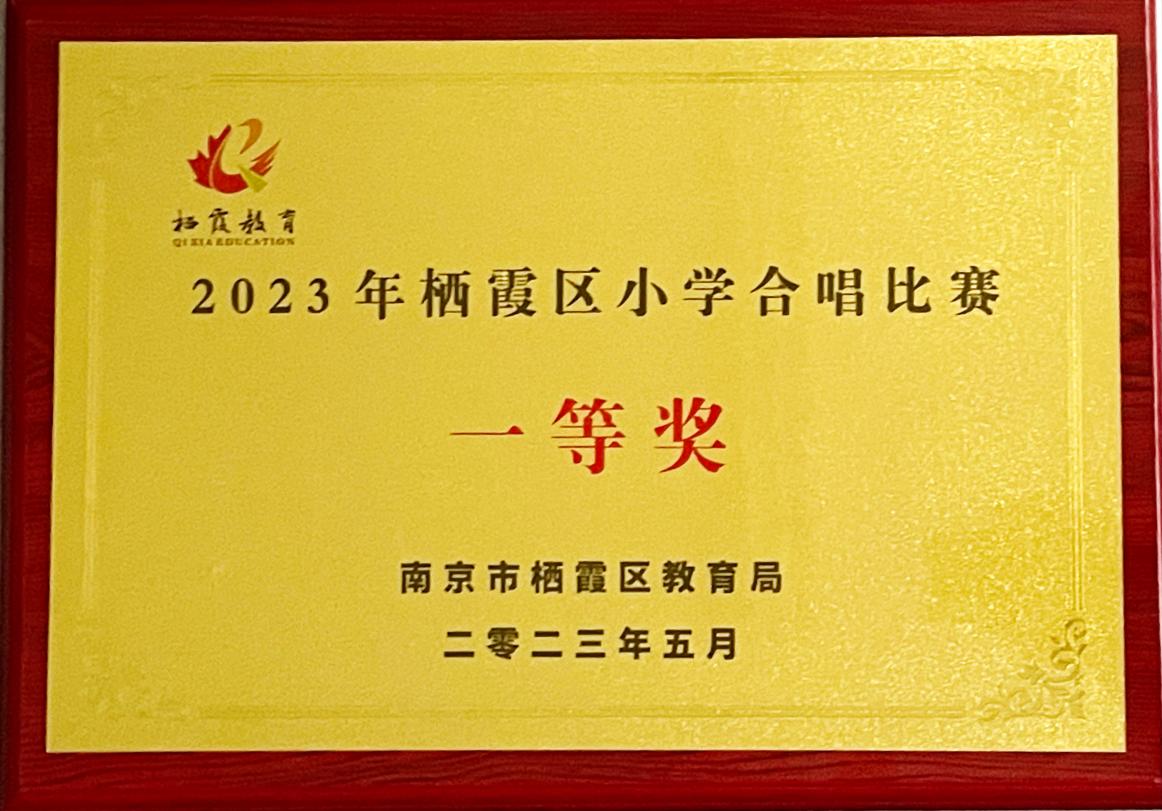 栖霞教育
QI XIA EDUCATION
2023年栖霞区小学合唱比赛
一等奖
南京市栖霞区教育局
二零二三年五月